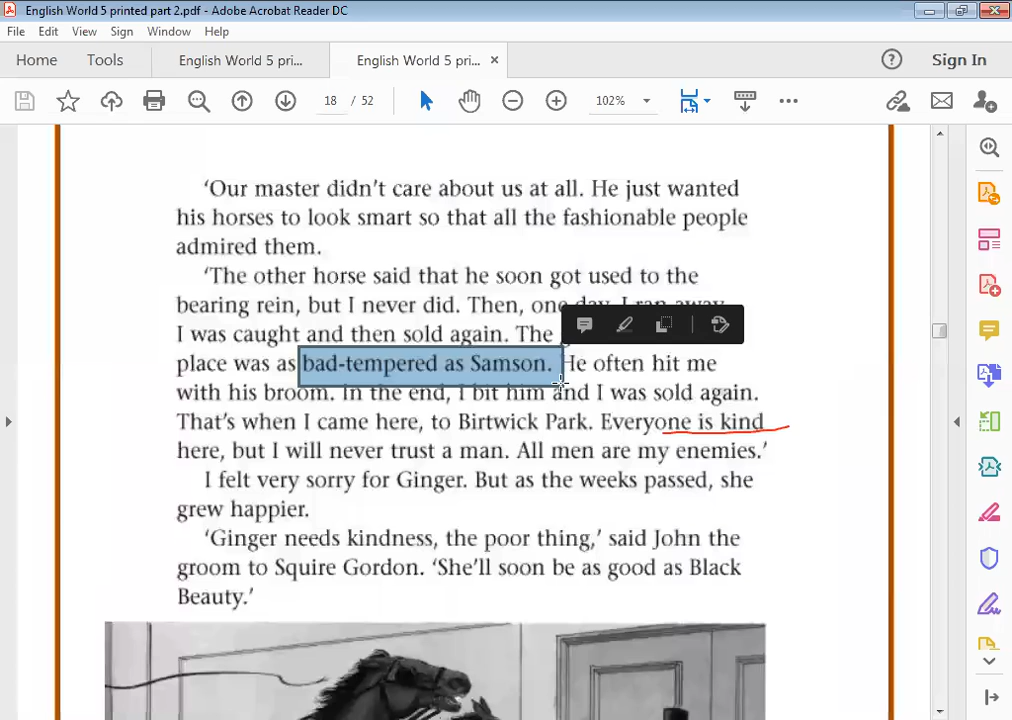 English World 5 printed part 2.pdf - Adobe Acrobat Reader DC
File Edit View Sign Window Help
Home Tools English World 5 pri... English World 5 pri... × Sign In
18 / 52 102%
‘Our master didn’t care about us at all. He just wanted
his horses to look smart so that all the fashionable people
admired them.
‘The other horse said that he soon got used to the
bearing rein, but I never did. Then, one day, I ran away.
I was caught and then sold again. The
place was as bad-tempered as Samson. He often hit me
with his broom. In the end, I bit him and I was sold again.
That’s when I came here, to Birtwick Park. Everyone is kind
here, but I will never trust a man. All men are my enemies.’
I felt very sorry for Ginger. But as the weeks passed, she
grew happier.
‘Ginger needs kindness, the poor thing,’ said John the
groom to Squire Gordon. ‘She’ll soon be as good as Black
Beauty.’